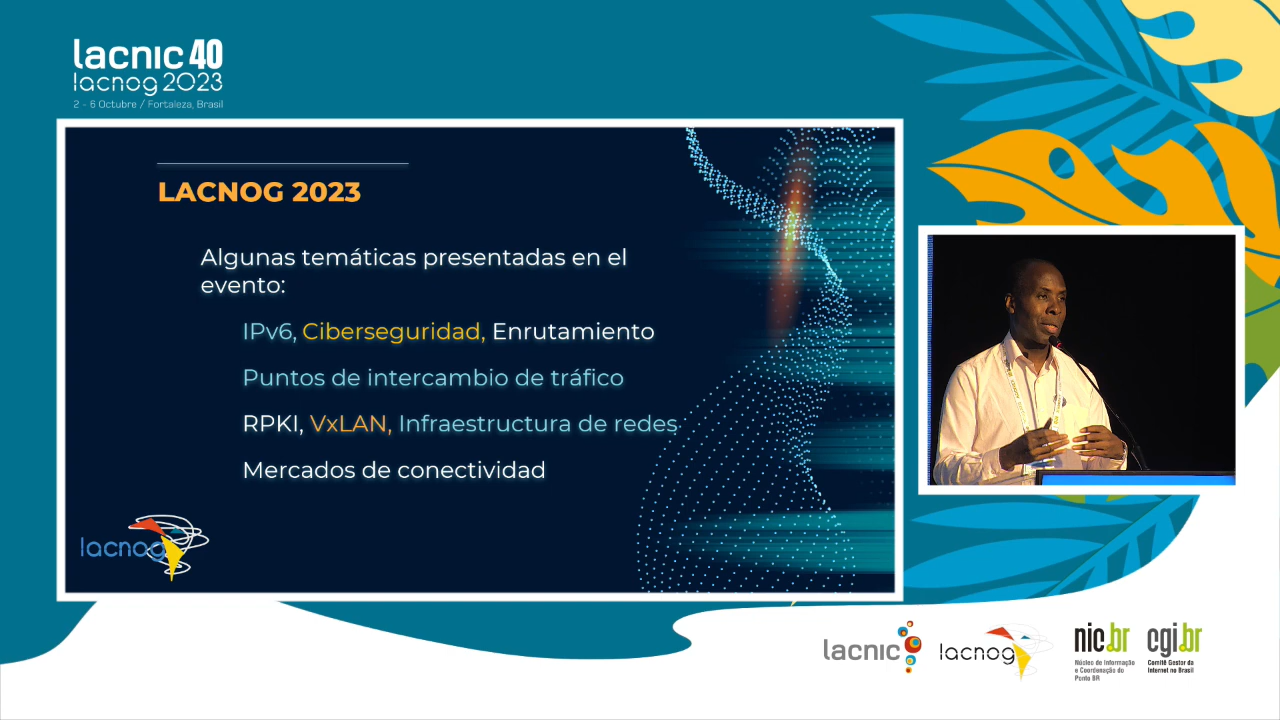 lacnic 40
lacnog 2023
2 - 6 Octubre / Fortaleza, Brasil
LACNOG 2023
Algunas temáticas presentadas en el
evento:
IPv6, Ciberseguridad, Enrutamiento
Puntos de intercambio de tráfico
RPKI, VxLAN, Infraestructura de redes
Mercados de conectividad
lacnog
lacnic
lacnog
nic.br
Núcleo de Informação
e Coordenação do
Ponto BR
cgi.br
Comitê Gestor da
Internet no Brasil